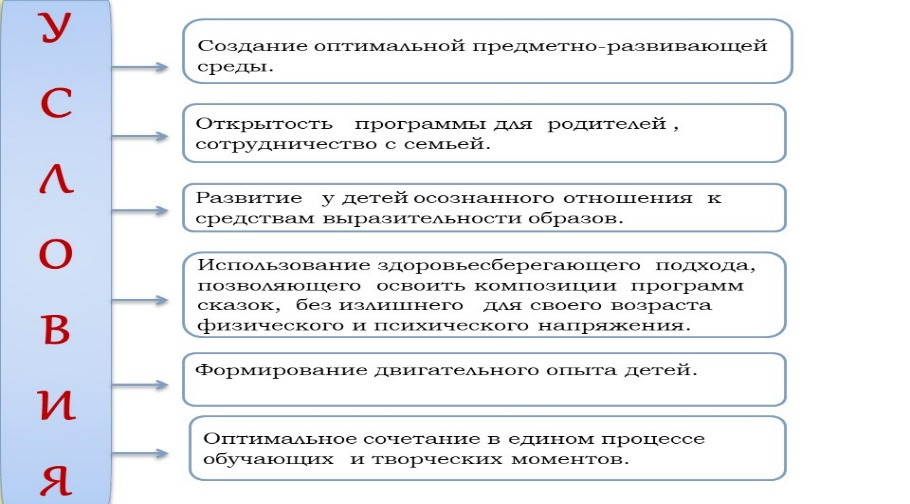 УСЛОВИЯ
Создание оптимальной предметно-развивающей
среды.
Открытость программы для родителей ,
сотрудничество с семьей.
Развитие у детей осознанного отношения к
средствам выразительности образов.
Использование здоровьесберегающего подхода,
позволяющего освоить композиции программ
сказок, без излишнего для своего возраста
физического и психического напряжения.
Формирование двигательного опыта детей.
Оптимальное сочетание в едином процессе
обучающих и творческих моментов.